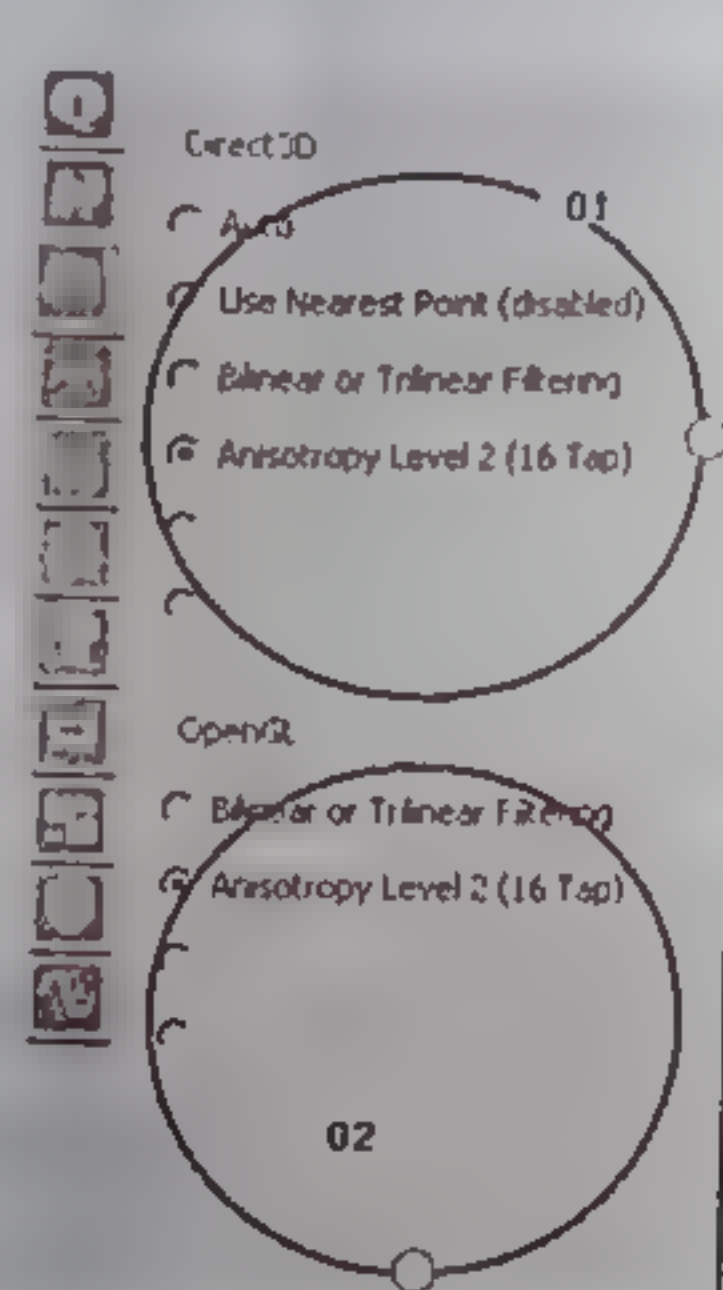 Direct3D
01
Auto
Use Nearest Point (disabled)
Bilinear or Trilinear Filtering
Anisotropy Level 2 (16 Tap)
OpenGL
Bilinear or Trilinear Filtering
Anisotropy Level 2 (16 Tap)
02